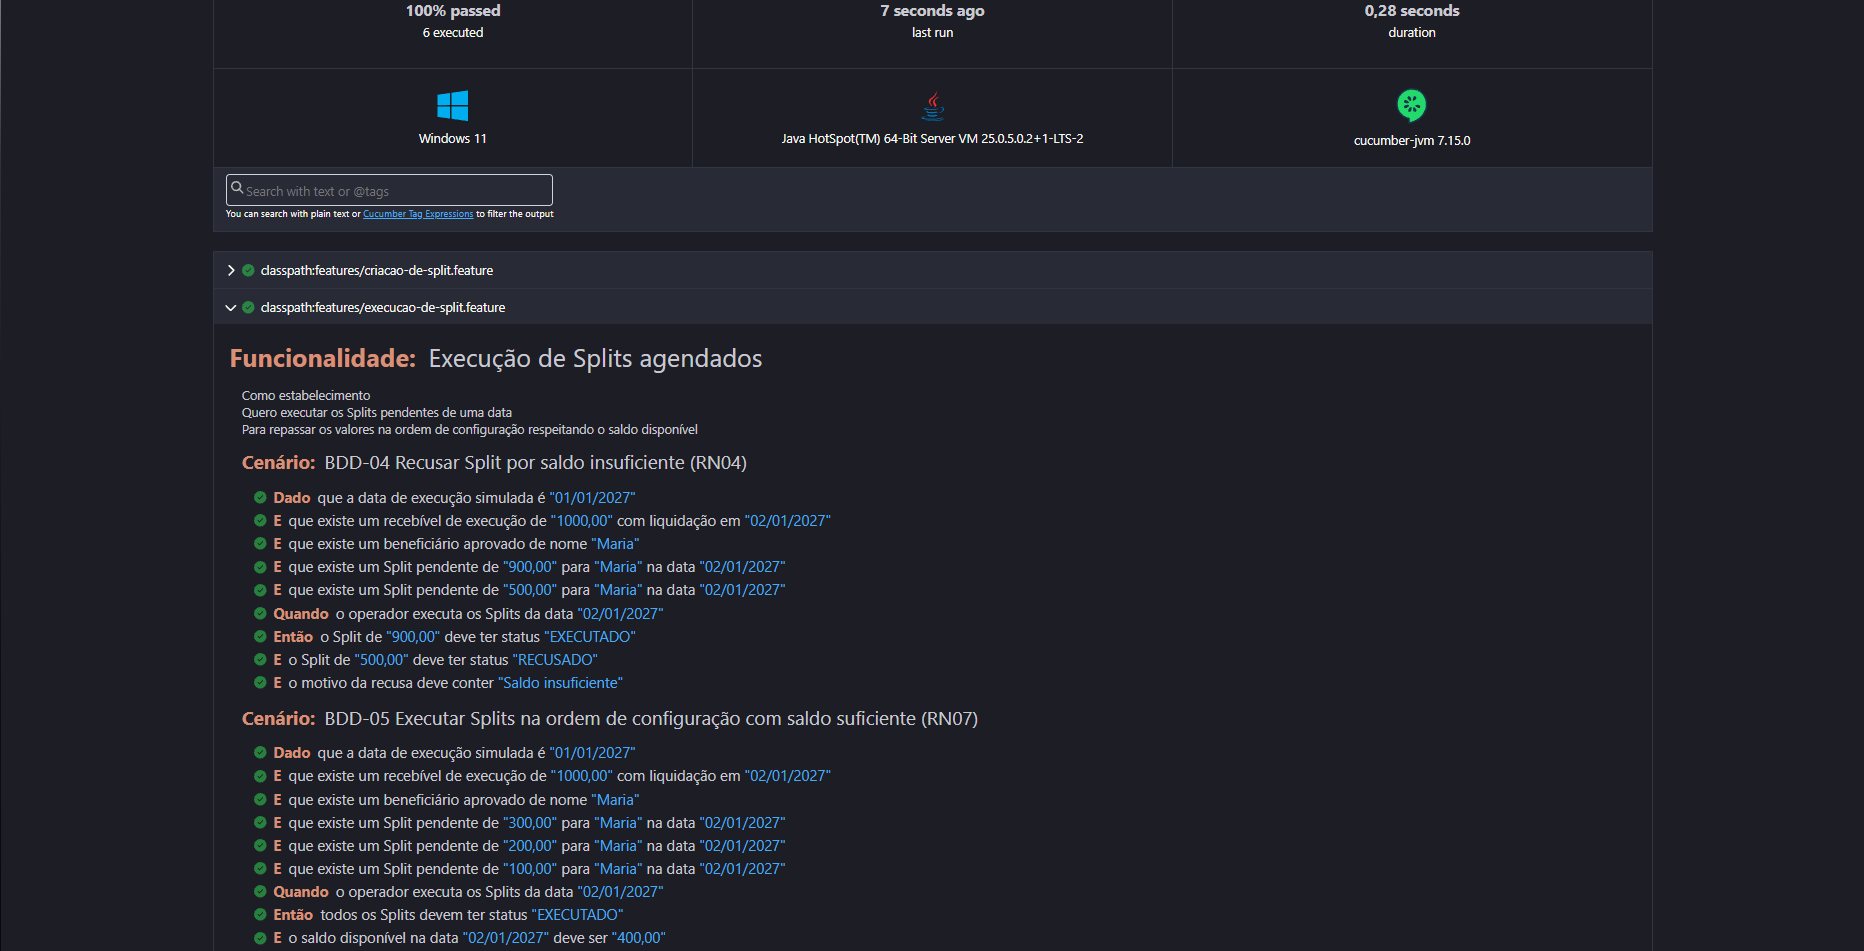 100% passed
6 executed
7 seconds ago
last run
0,28 seconds
duration
Windows 11
Java HotSpot(TM) 64-Bit Server VM 25.0.5.0.2+1-LTS-2
cucumber-jvm 7.15.0
Search with text or @tags
You can search with plain text or Cucumber Tag Expressions to filter the output
classpath:features/criacao-de-split.feature
classpath:features/execucao-de-split.feature
Funcionalidade: Execução de Splits agendados
Como estabelecimento
Quero executar os Splits pendentes de uma data
Para repassar os valores na ordem de configuração respeitando o saldo disponível
Cenário: BDD-04 Recusar Split por saldo insuficiente (RN04)
Dado que a data de execução simulada é "01/01/2027"
E que existe um recebível de execução de "1000,00" com liquidação em "02/01/2027"
E que existe um beneficiário aprovado de nome "Maria"
E que existe um Split pendente de "900,00" para "Maria" na data "02/01/2027"
E que existe um Split pendente de "500,00" para "Maria" na data "02/01/2027"
Quando o operador executa os Splits da data "02/01/2027"
Então o Split de "900,00" deve ter status "EXECUTADO"
E o Split de "500,00" deve ter status "RECUSADO"
E o motivo da recusa deve conter "Saldo insuficiente"
Cenário: BDD-05 Executar Splits na ordem de configuração com saldo suficiente (RN07)
Dado que a data de execução simulada é "01/01/2027"
E que existe um recebível de execução de "1000,00" com liquidação em "02/01/2027"
E que existe um beneficiário aprovado de nome "Maria"
E que existe um Split pendente de "300,00" para "Maria" na data "02/01/2027"
E que existe um Split pendente de "200,00" para "Maria" na data "02/01/2027"
E que existe um Split pendente de "100,00" para "Maria" na data "02/01/2027"
Quando o operador executa os Splits da data "02/01/2027"
Então todos os Splits devem ter status "EXECUTADO"
E o saldo disponível na data "02/01/2027" deve ser "400,00"